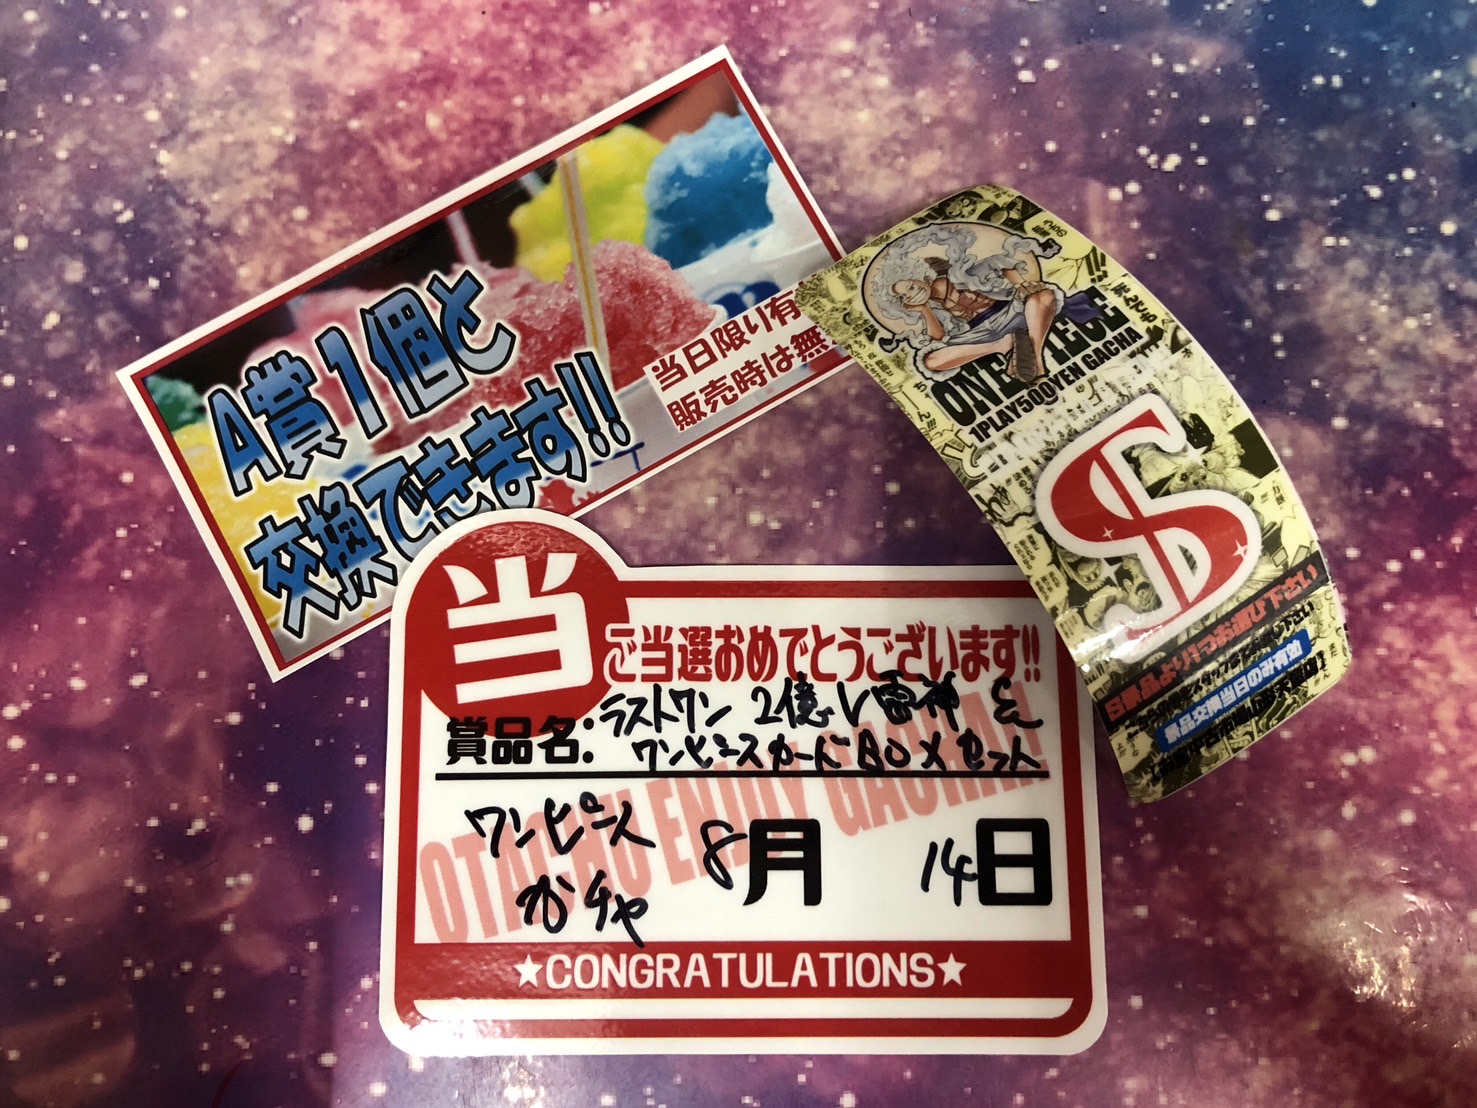 A賞1個と
交換できます!!
当日限り有
販売時は無
ONE PIECE
1PLAY500YEN GACHA
S
S賞品より1つお選び下さい
景品交換当日のみ有効
当
ご当選おめでとうございます!!
賞品名:ラストワン 2億V雷神 &
ワンピースカードBOXセット
OTACHU ENJOY GACHA!!
ワンピース
ガチャ
8月 14日
★CONGRATULATIONS★